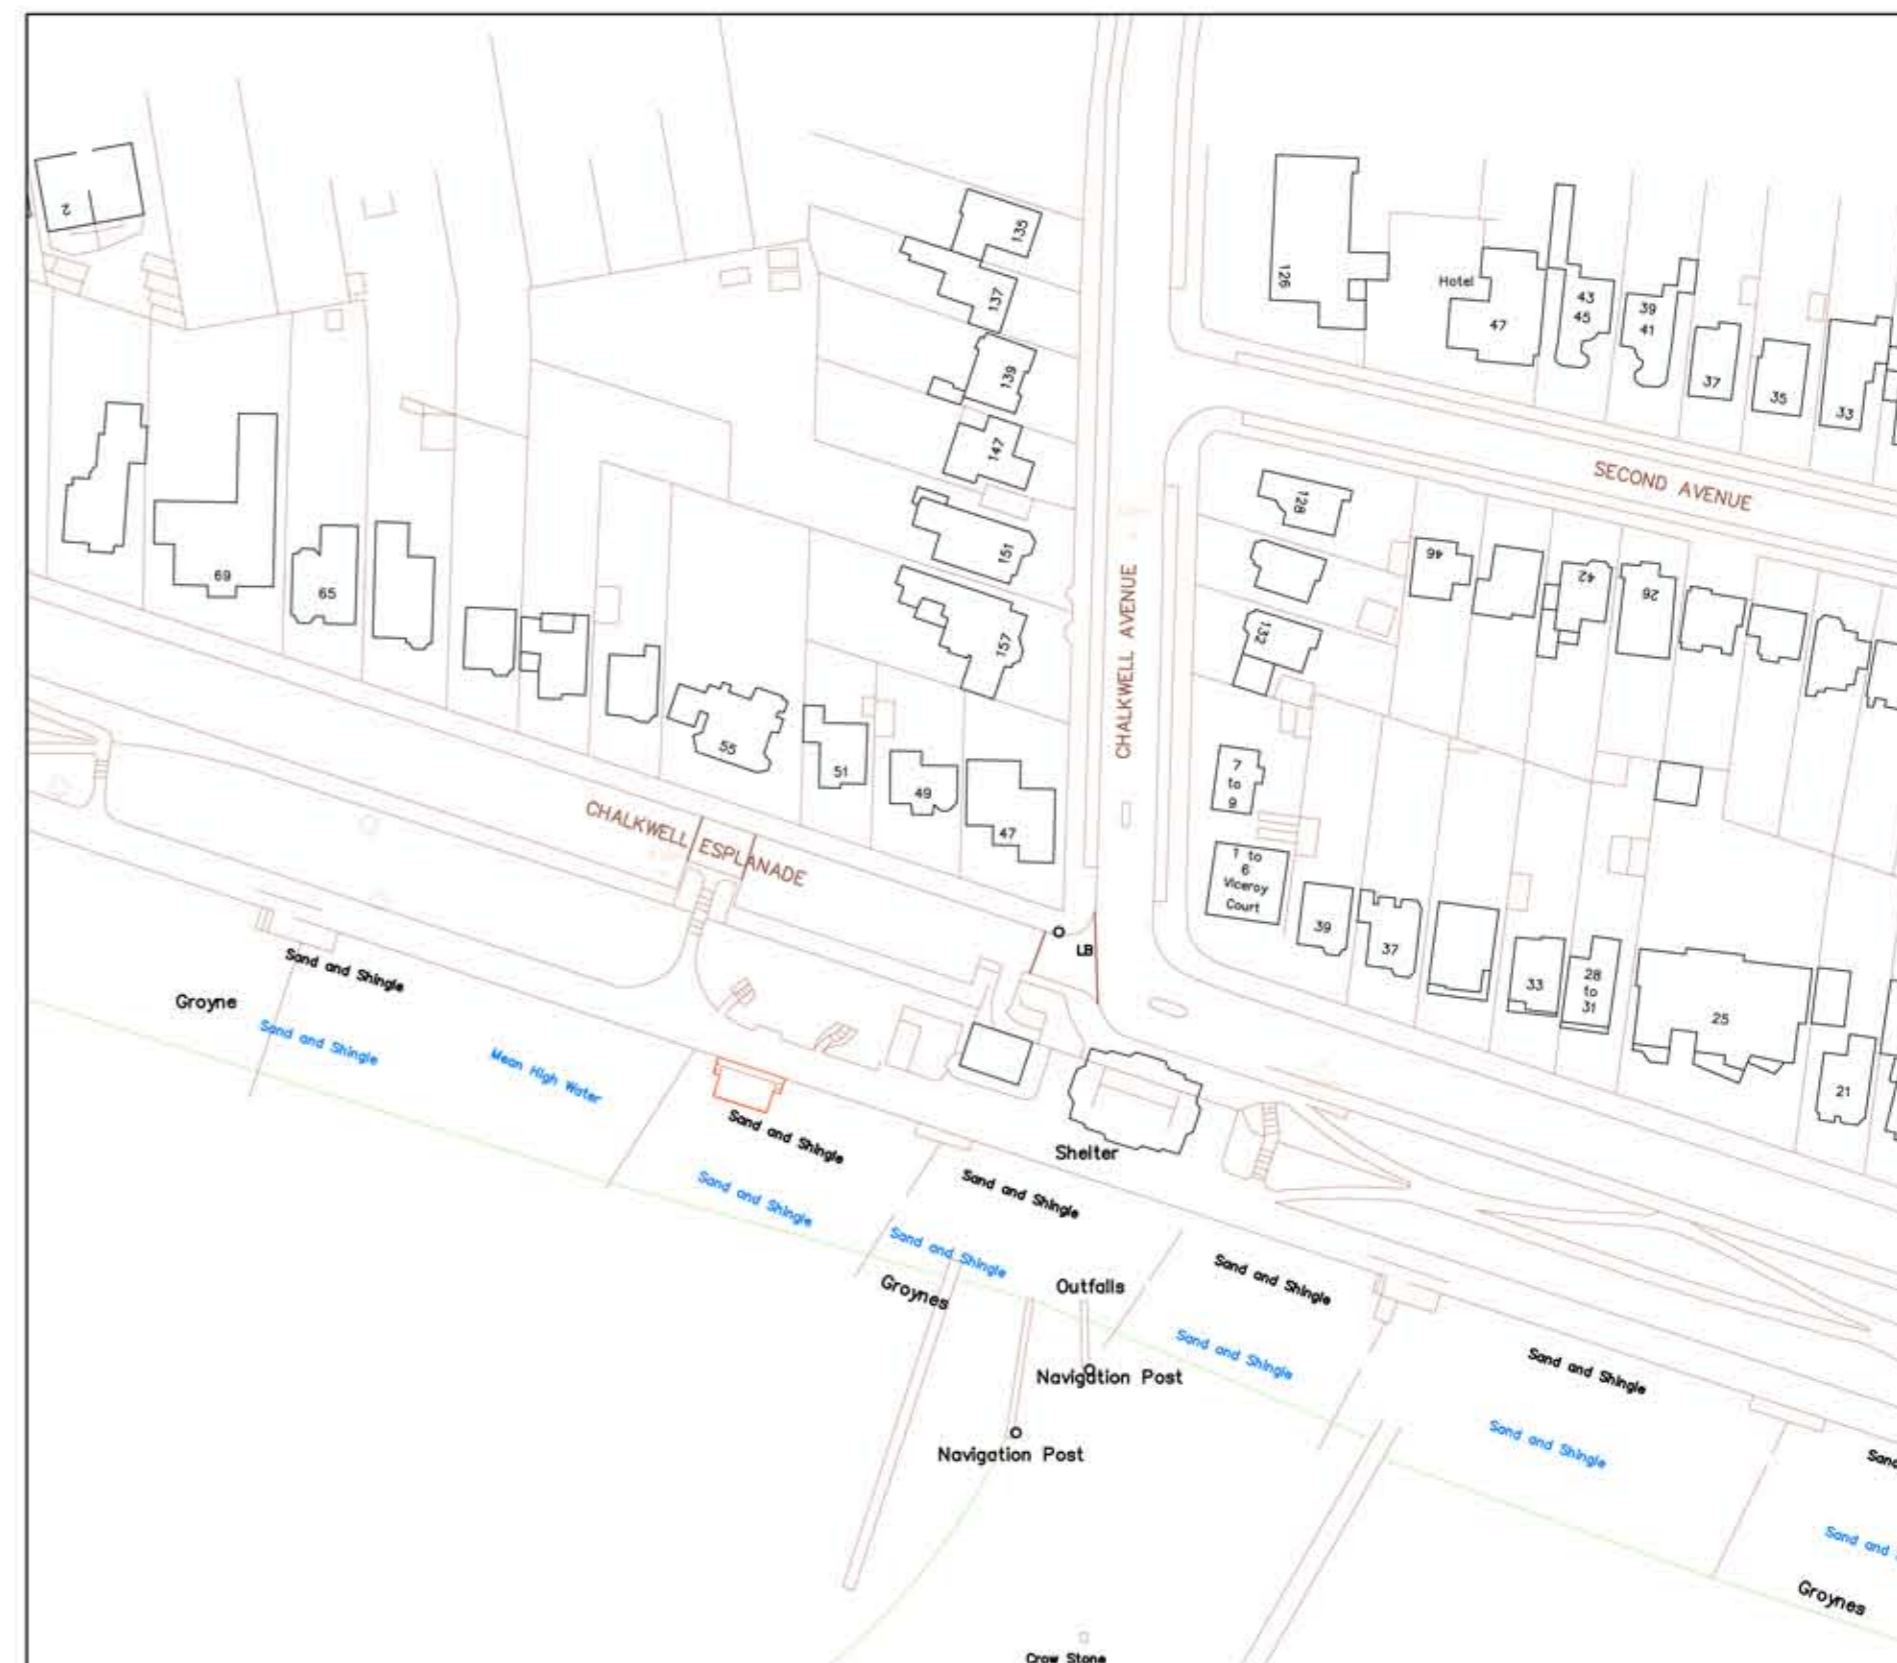 2
135
137
139
147
151
157
126
Hotel
47
43
45
39
41
37
35
33
SECOND AVENUE
CHALKWELL AVENUE
128
132
46
42
26
69
65
55
51
49
47
CHALKWELL ESPLANADE
LB
7
to
9
1 to
6
Viceroy
Court
39
37
33
28
to
31
25
21
Groyne
Sand and Shingle
Sand and Shingle
Mean High Water
Sand and Shingle
Sand and Shingle
Shelter
Sand and Shingle
Sand and Shingle
Groynes
Outfalls
Sand and Shingle
Sand and Shingle
Navigation Post
Navigation Post
Sand and Shingle
Sand and Shingle
Sand
Sand and
Groynes
Crow Stone